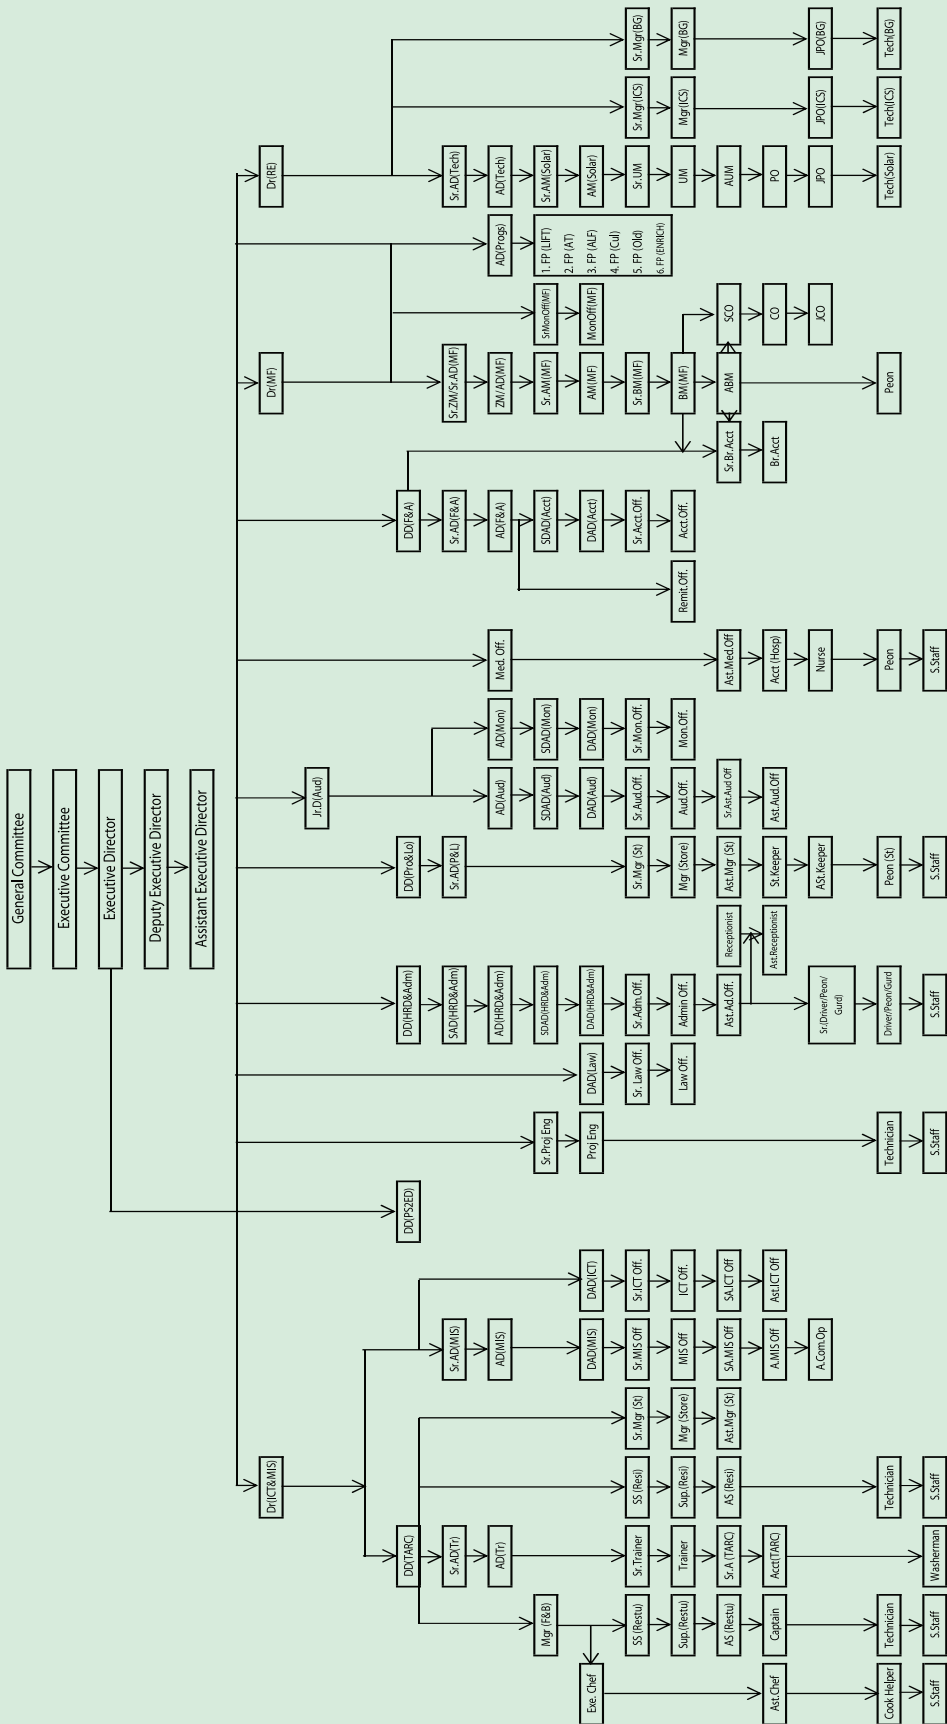 General Committee
Executive Committee
Executive Director
Deputy Executive Director
Assistant Executive Director
Dr(ICT&MIS)
DD(TARC)
Mgr (F&B)
Exe. Chef
Ast.Chef
Cook Helper
S.Staff
SS (Restu)
Sup.(Restu)
AS (Restu)
Captain
Technician
S.Staff
Sr.AD(Tr)
AD(Tr)
Sr.Trainer
Trainer
Sr.A (TARC)
Acct(TARC)
Washerman
SS (Resi)
Sup.(Resi)
AS (Resi)
Technician
S.Staff
Sr.Mgr (St)
Mgr (Store)
Ast.Mgr (St)
Sr.AD(MIS)
AD(MIS)
DAD(MIS)
Sr.MIS Off
MIS Off
SA.MIS Off
A.MIS Off
A.Com.Op
DAD(ICT)
Sr.ICT Off.
ICT Off.
SA.ICT Off
Ast.ICT Off
DD(PS2ED)
Sr.Proj Eng
Proj Eng
Technician
S.Staff
DAD(Law)
Sr. Law Off.
Law Off.
DD(HRD&Adm)
SAD(HRD&Adm)
AD(HRD&Adm)
SDAD(HRD&Adm)
DAD(HRD&Adm)
Sr.Adm.Off.
Admin Off.
Ast.Ad.Off.
Receptionist
Ast.Receptionist
Sr.(Driver/Peon/
Gurd)
Driver/Peon/Gurd
S.Staff
DD(Pro&Lo)
Sr.AD(P&L)
Sr.Mgr (St)
Mgr (Store)
Ast.Mgr (St)
St.Keeper
ASt.Keeper
Peon (St)
S.Staff
Jr.D(Aud)
AD(Aud)
SDAD(Aud)
DAD(Aud)
Sr.Aud.Off.
Aud.Off.
Sr.Ast.Aud Off
Ast.Aud.Off
AD(Mon)
SDAD(Mon)
DAD(Mon)
Sr.Mon.Off.
Mon.Off.
Med. Off.
Ast.Med.Off
Acct (Hosp)
Nurse
Peon
S.Staff
DD(F&A)
Sr.AD(F&A)
AD(F&A)
Remit.Off.
SDAD(Acct)
DAD(Acct)
Sr.Acct.Off.
Acct.Off.
Sr.Br.Acct
Br.Acct
Dr(MF)
Sr.ZM/Sr.AD(MF)
ZM/AD(MF)
Sr.AM(MF)
AM(MF)
Sr.BM(MF)
BM(MF)
ABM
Peon
SCO
CO
JCO
SrMonOff(MF)
MonOff(MF)
AD(Progs)
1. FP (LIFT)
2. FP (AT)
3. FP (ALF)
4. FP (Cul)
5. FP (Old)
6. FP (ENRICH)
Dr(RE)
Sr.AD(Tech)
AD(Tech)
Sr.AM(Solar)
AM(Solar)
Sr.UM
UM
AUM
PO
JPO
Tech(Solar)
Sr.Mgr(ICS)
Mgr(ICS)
JPO(ICS)
Tech(ICS)
Sr.Mgr(BG)
Mgr(BG)
JPO(BG)
Tech(BG)